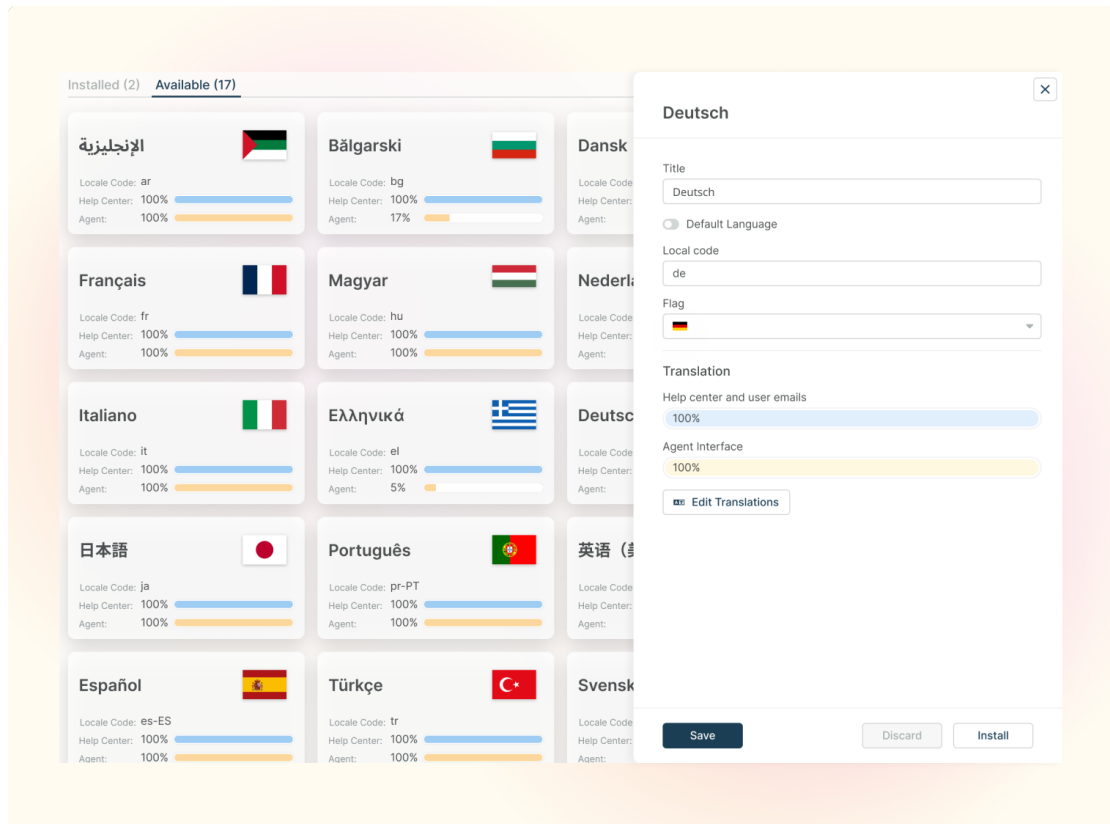 Installed (2) Available (17)
الإنجليزية
Locale Code: ar
Help Center: 100%
Agent: 100%
Bălgarski
Locale Code: bg
Help Center: 100%
Agent: 17%
Dansk
Locale Code
Help Center:
Agent:
Français
Locale Code: fr
Help Center: 100%
Agent: 100%
Magyar
Locale Code: hu
Help Center: 100%
Agent: 100%
Nederla
Locale Code
Help Center:
Agent:
Italiano
Locale Code: it
Help Center: 100%
Agent: 100%
Ελληνικά
Locale Code: el
Help Center: 100%
Agent: 5%
Deutsc
Locale Code
Help Center:
Agent:
日本語
Locale Code: ja
Help Center: 100%
Agent: 100%
Português
Locale Code: pr-PT
Help Center: 100%
Agent: 100%
英语（
Locale Code
Help Center:
Agent:
Español
Locale Code: es-ES
Help Center: 100%
Agent: 100%
Türkçe
Locale Code: tr
Help Center: 100%
Agent: 100%
Svensk
Locale Code
Help Center:
Agent:
Deutsch
Title
Deutsch
Default Language
Local code
de
Flag
Translation
Help center and user emails
100%
Agent Interface
100%
Edit Translations
Save Discard Install